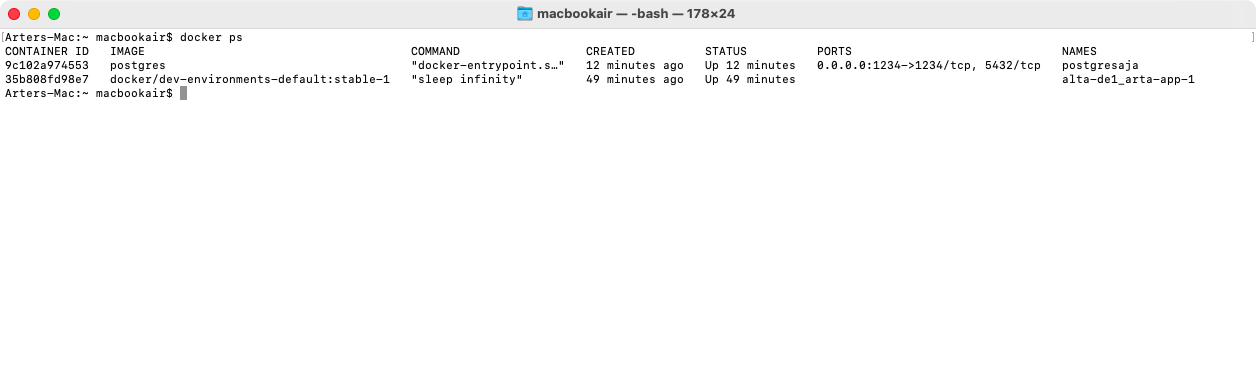 macbookair — -bash — 178×24
[Arters-Mac:~ macbookair$ docker ps ]
CONTAINER ID   IMAGE                                      COMMAND                  CREATED          STATUS          PORTS                              NAMES
9c102a974553   postgres                                   "docker-entrypoint.s…"   12 minutes ago   Up 12 minutes   0.0.0.0:1234->1234/tcp, 5432/tcp   postgresaja
35b808fd98e7   docker/dev-environments-default:stable-1   "sleep infinity"         49 minutes ago   Up 49 minutes                                      alta-de1_arta-app-1
Arters-Mac:~ macbookair$